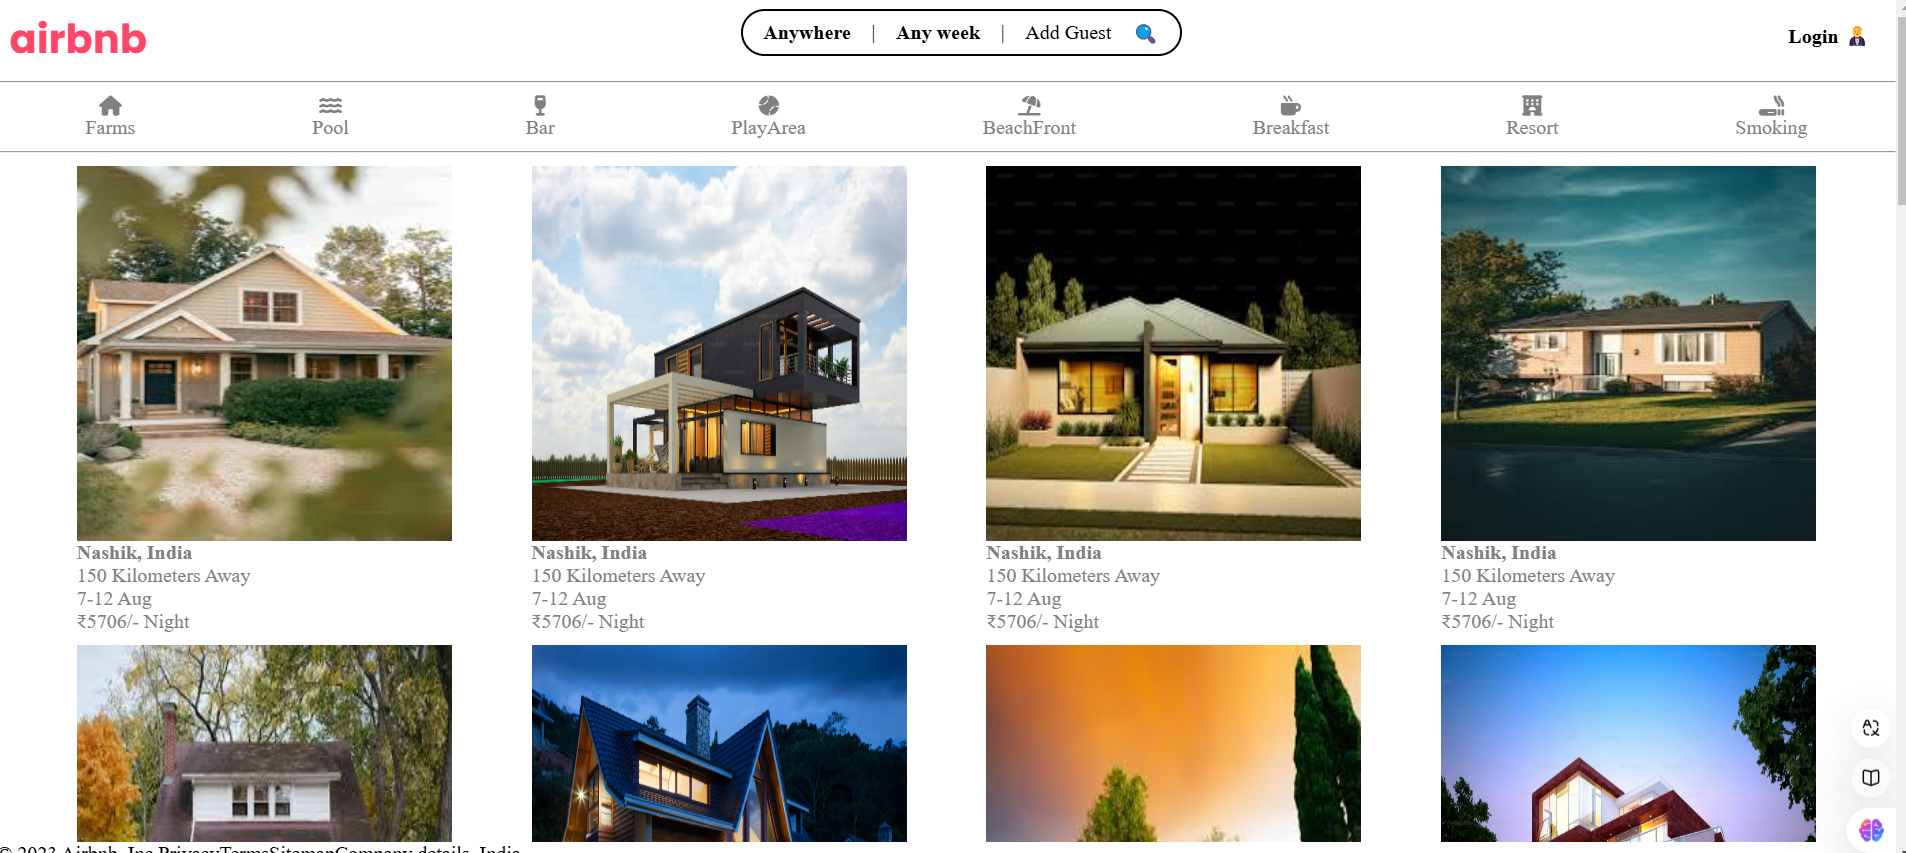 airbnb
Anywhere | Any week | Add Guest
Login
Farms
Pool
Bar
PlayArea
BeachFront
Breakfast
Resort
Smoking
Nashik, India
150 Kilometers Away
7-12 Aug
₹5706/- Night
Nashik, India
150 Kilometers Away
7-12 Aug
₹5706/- Night
Nashik, India
150 Kilometers Away
7-12 Aug
₹5706/- Night
Nashik, India
150 Kilometers Away
7-12 Aug
₹5706/- Night
© 2023 Airbnb, Inc.PrivacyTermsSitemapCompany details, India